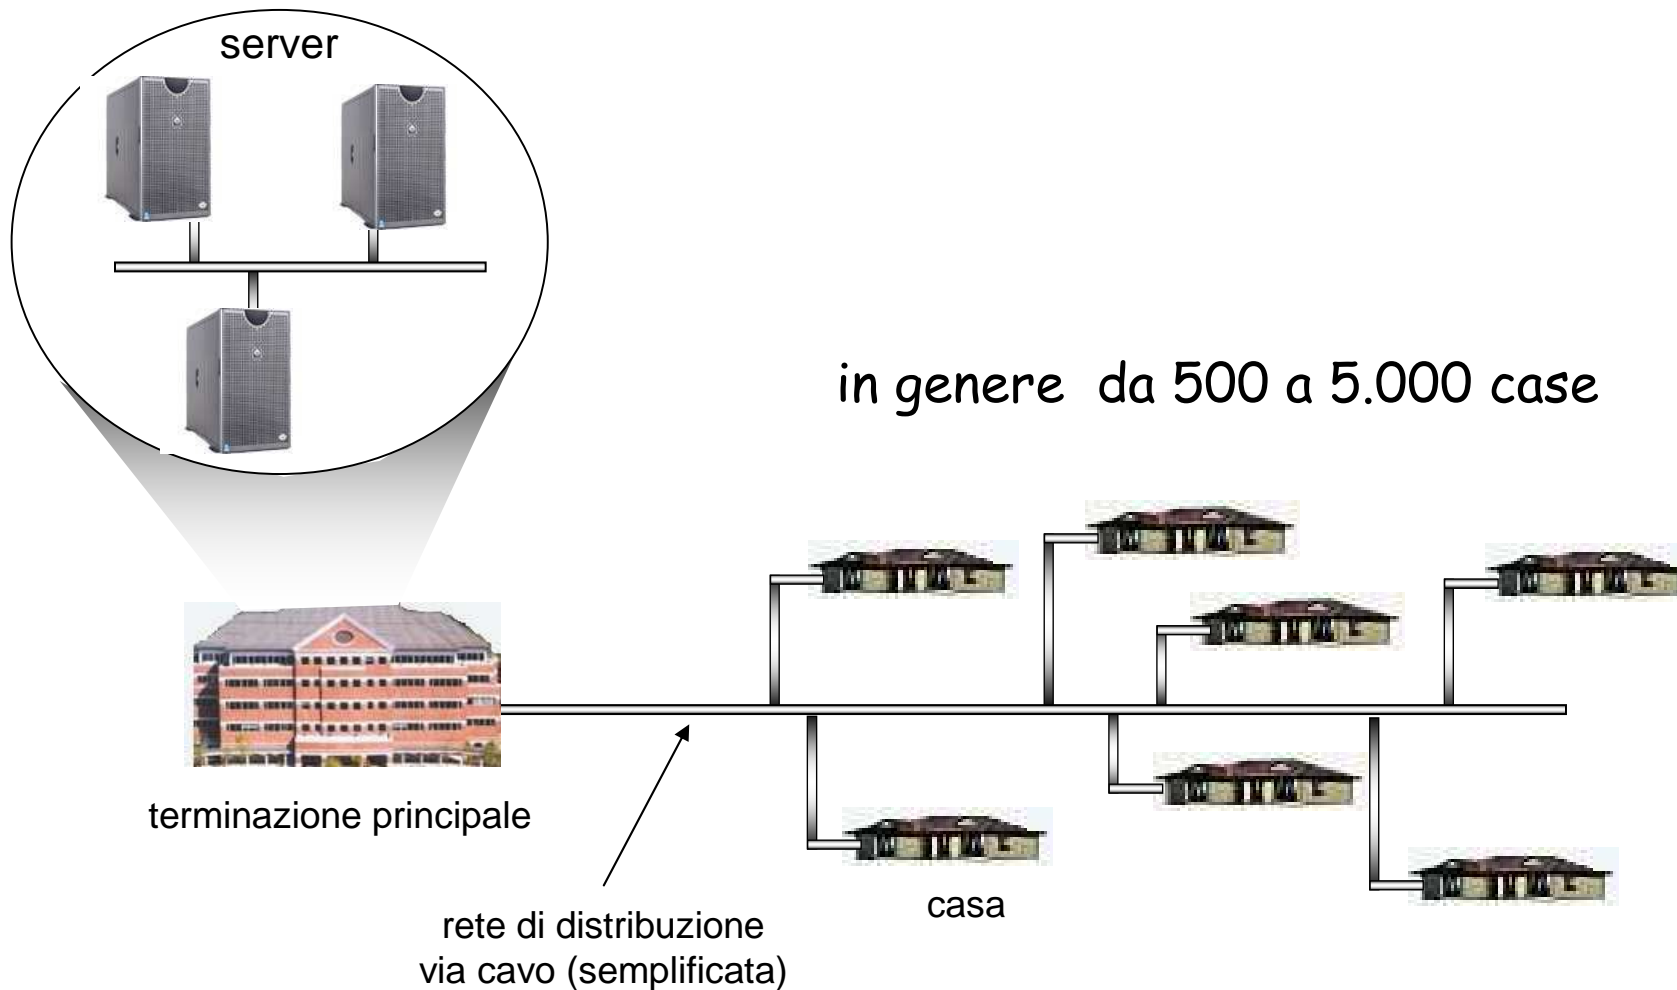 server
in genere da 500 a 5.000 case
terminazione principale
casa
rete di distribuzione
via cavo (semplificata)